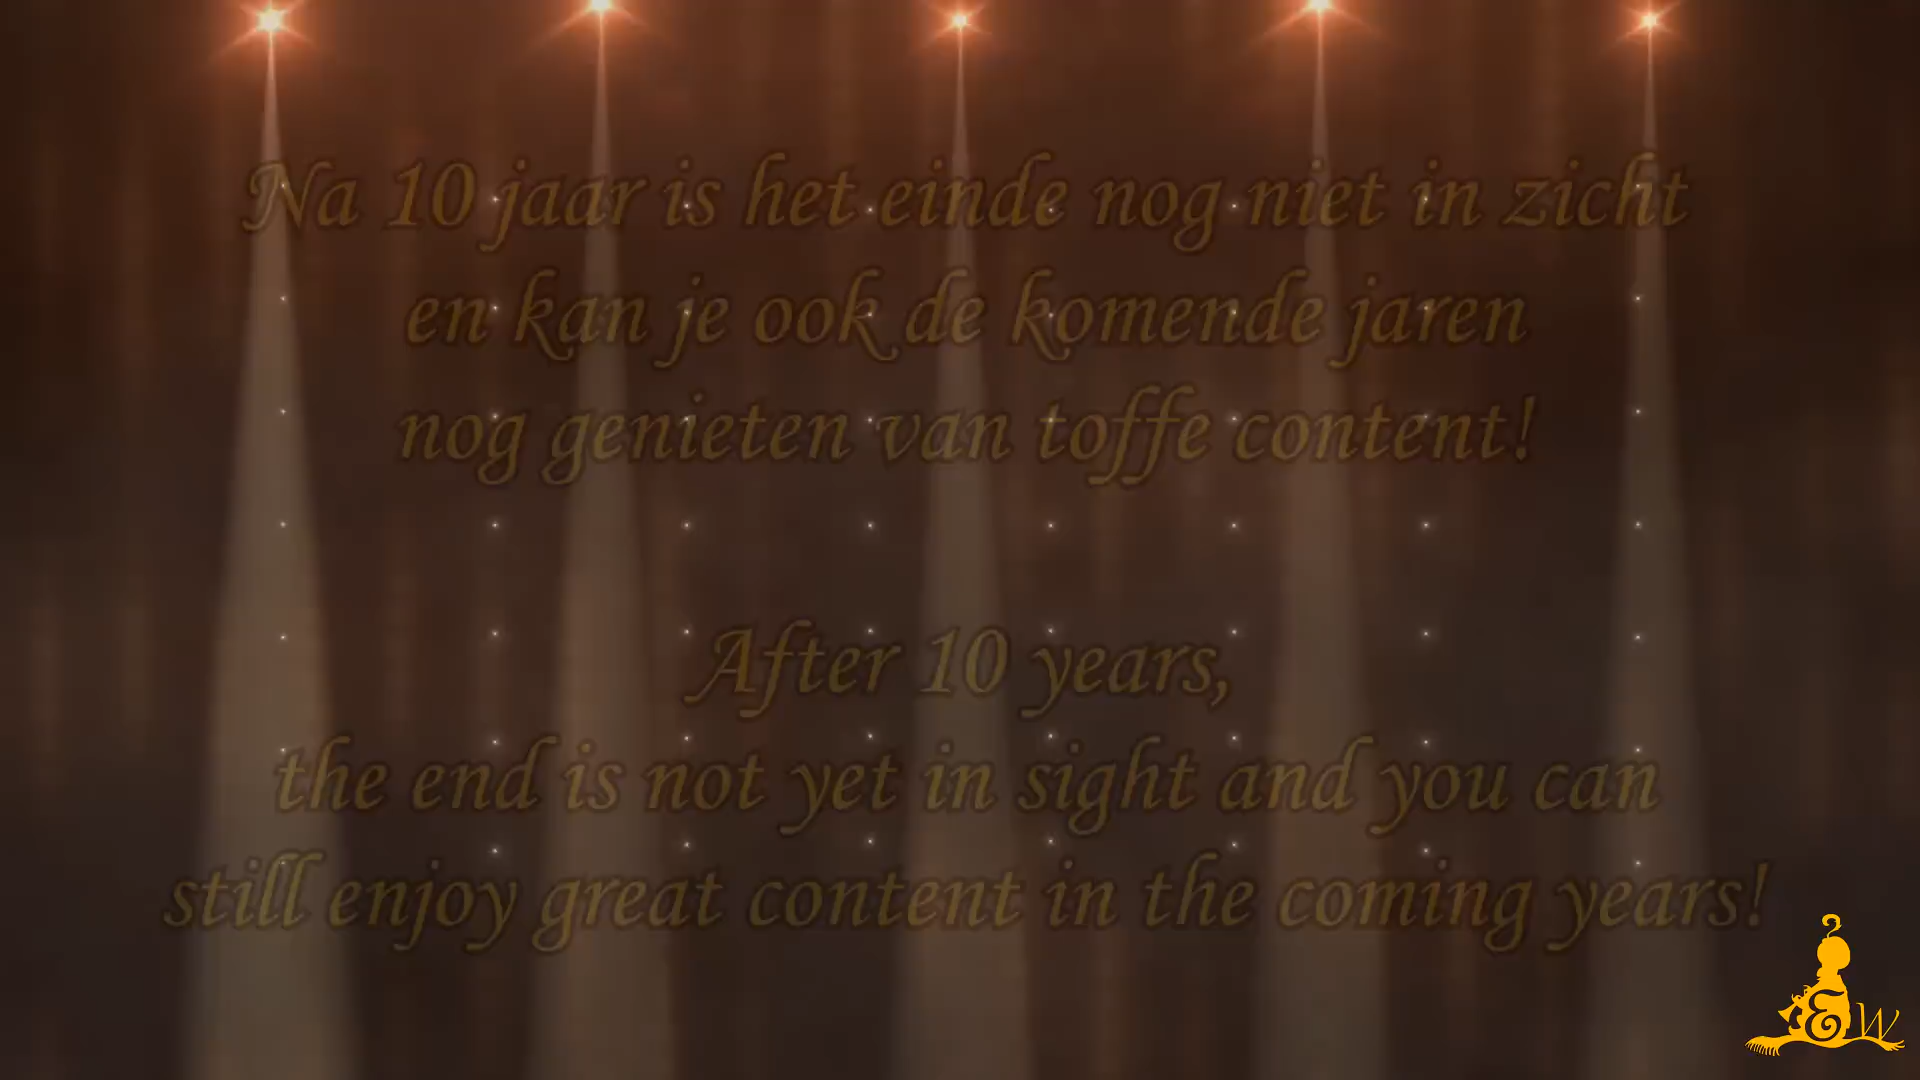 Na 10 jaar is het einde nog niet in zicht
en kan je ook de komende jaren
nog genieten van toffe content!
After 10 years,
the end is not yet in sight and you can
still enjoy great content in the coming years!
E W